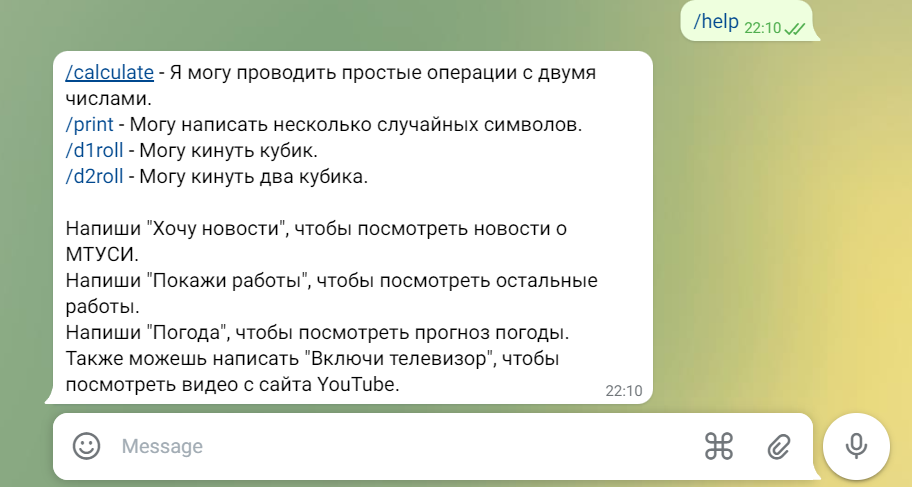 /help 22:10
/calculate - Я могу проводить простые операции с двумя
числами.
/print - Могу написать несколько случайных символов.
/d1roll - Могу кинуть кубик.
/d2roll - Могу кинуть два кубика.
Напиши "Хочу новости", чтобы посмотреть новости о
МТУСИ.
Напиши "Покажи работы", чтобы посмотреть остальные
работы.
Напиши "Погода", чтобы посмотреть прогноз погоды.
Также можешь написать "Включи телевизор", чтобы
посмотреть видео с сайта YouTube.
22:10
Message